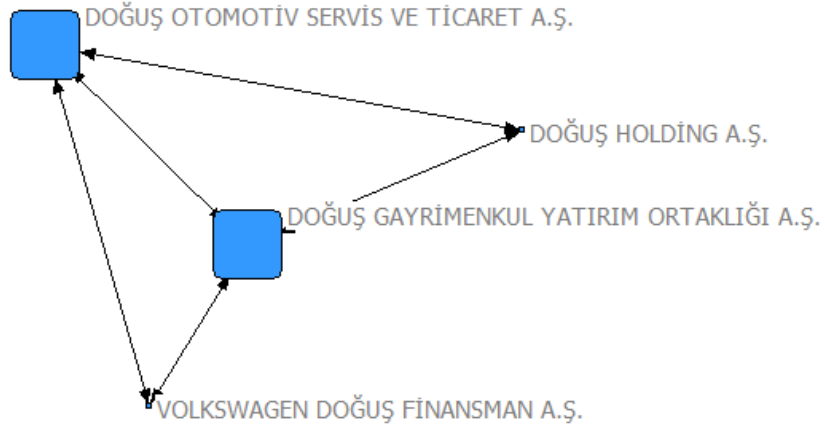 DOĞUŞ OTOMOTİV SERVİS VE TİCARET A.Ş.
DOĞUŞ HOLDİNG A.Ş.
DOĞUŞ GAYRİMENKUL YATIRIM ORTAKLIĞI A.Ş.
VOLKSWAGEN DOĞUŞ FİNANSMAN A.Ş.